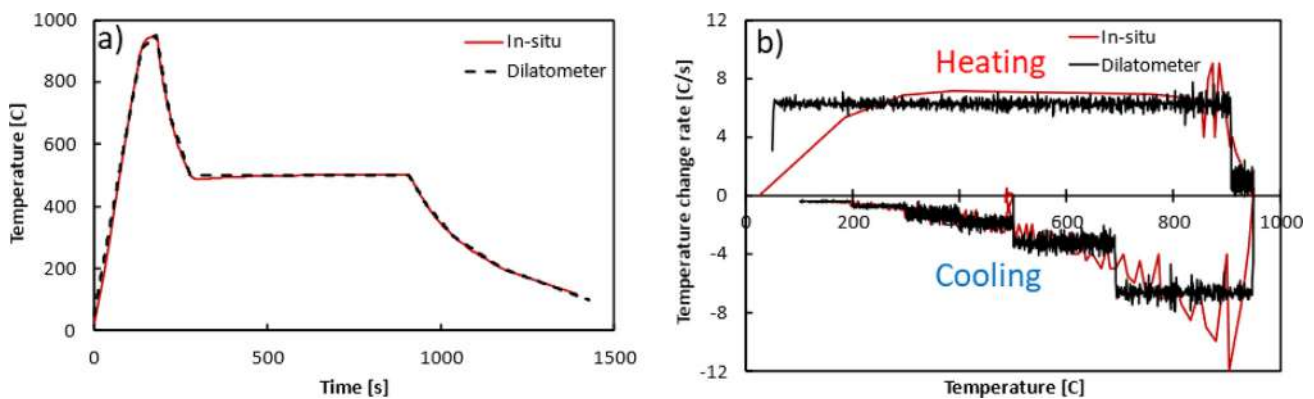 a)
1000
800
600
400
200
0
Temperature [C]
In-situ
Dilatometer
0
500
1000
1500
Time [s]
b)
12
8
4
0
-4
-8
-12
Temperature change rate [C/s]
Heating
In-situ
Dilatometer
0
200
400
600
800
1000
Cooling
Temperature [C]